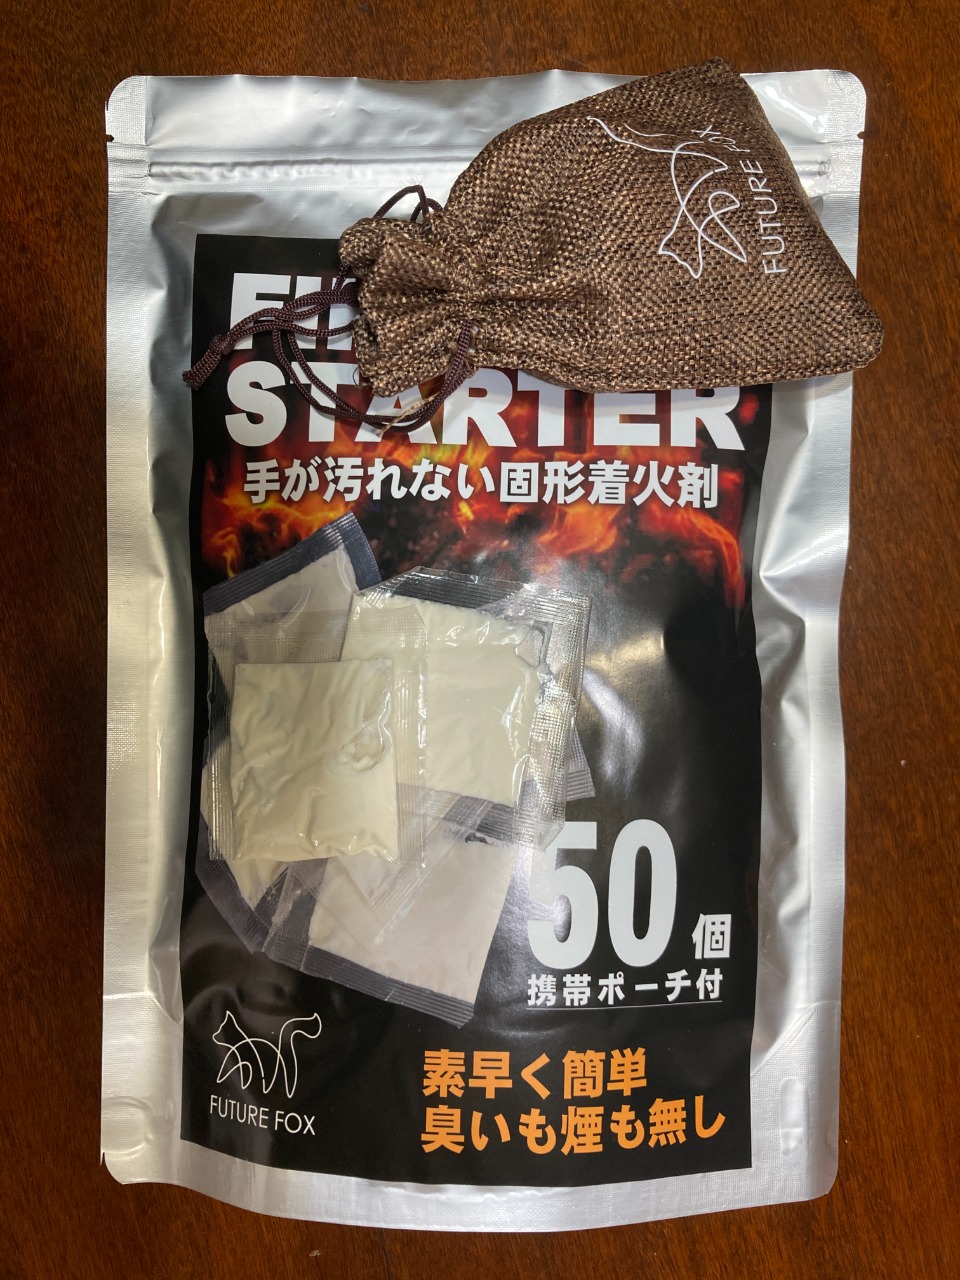 FUTURE FOX
STARTER
手が汚れない固形着火剤
50個
携帯ポーチ付
FUTURE FOX
素早く簡単
臭いも煙も無し